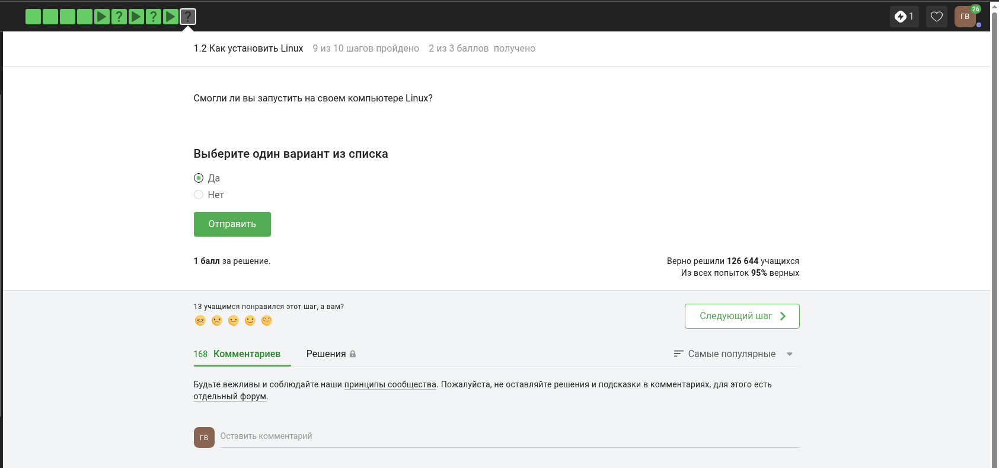 ? ? ?
1
ГВ
26
1.2 Как установить Linux 9 из 10 шагов пройдено 2 из 3 баллов получено
Смогли ли вы запустить на своем компьютере Linux?
Выберите один вариант из списка
Да
Нет
Отправить
1 балл за решение.
Верно решили 126 644 учащихся
Из всех попыток 95% верных
13 учащимся понравился этот шаг, а вам?
Следующий шаг
168 Комментариев Решения
Самые популярные
Будьте вежливы и соблюдайте наши принципы сообщества. Пожалуйста, не оставляйте решения и подсказки в комментариях, для этого есть
отдельный форум.
ГВ Оставить комментарий